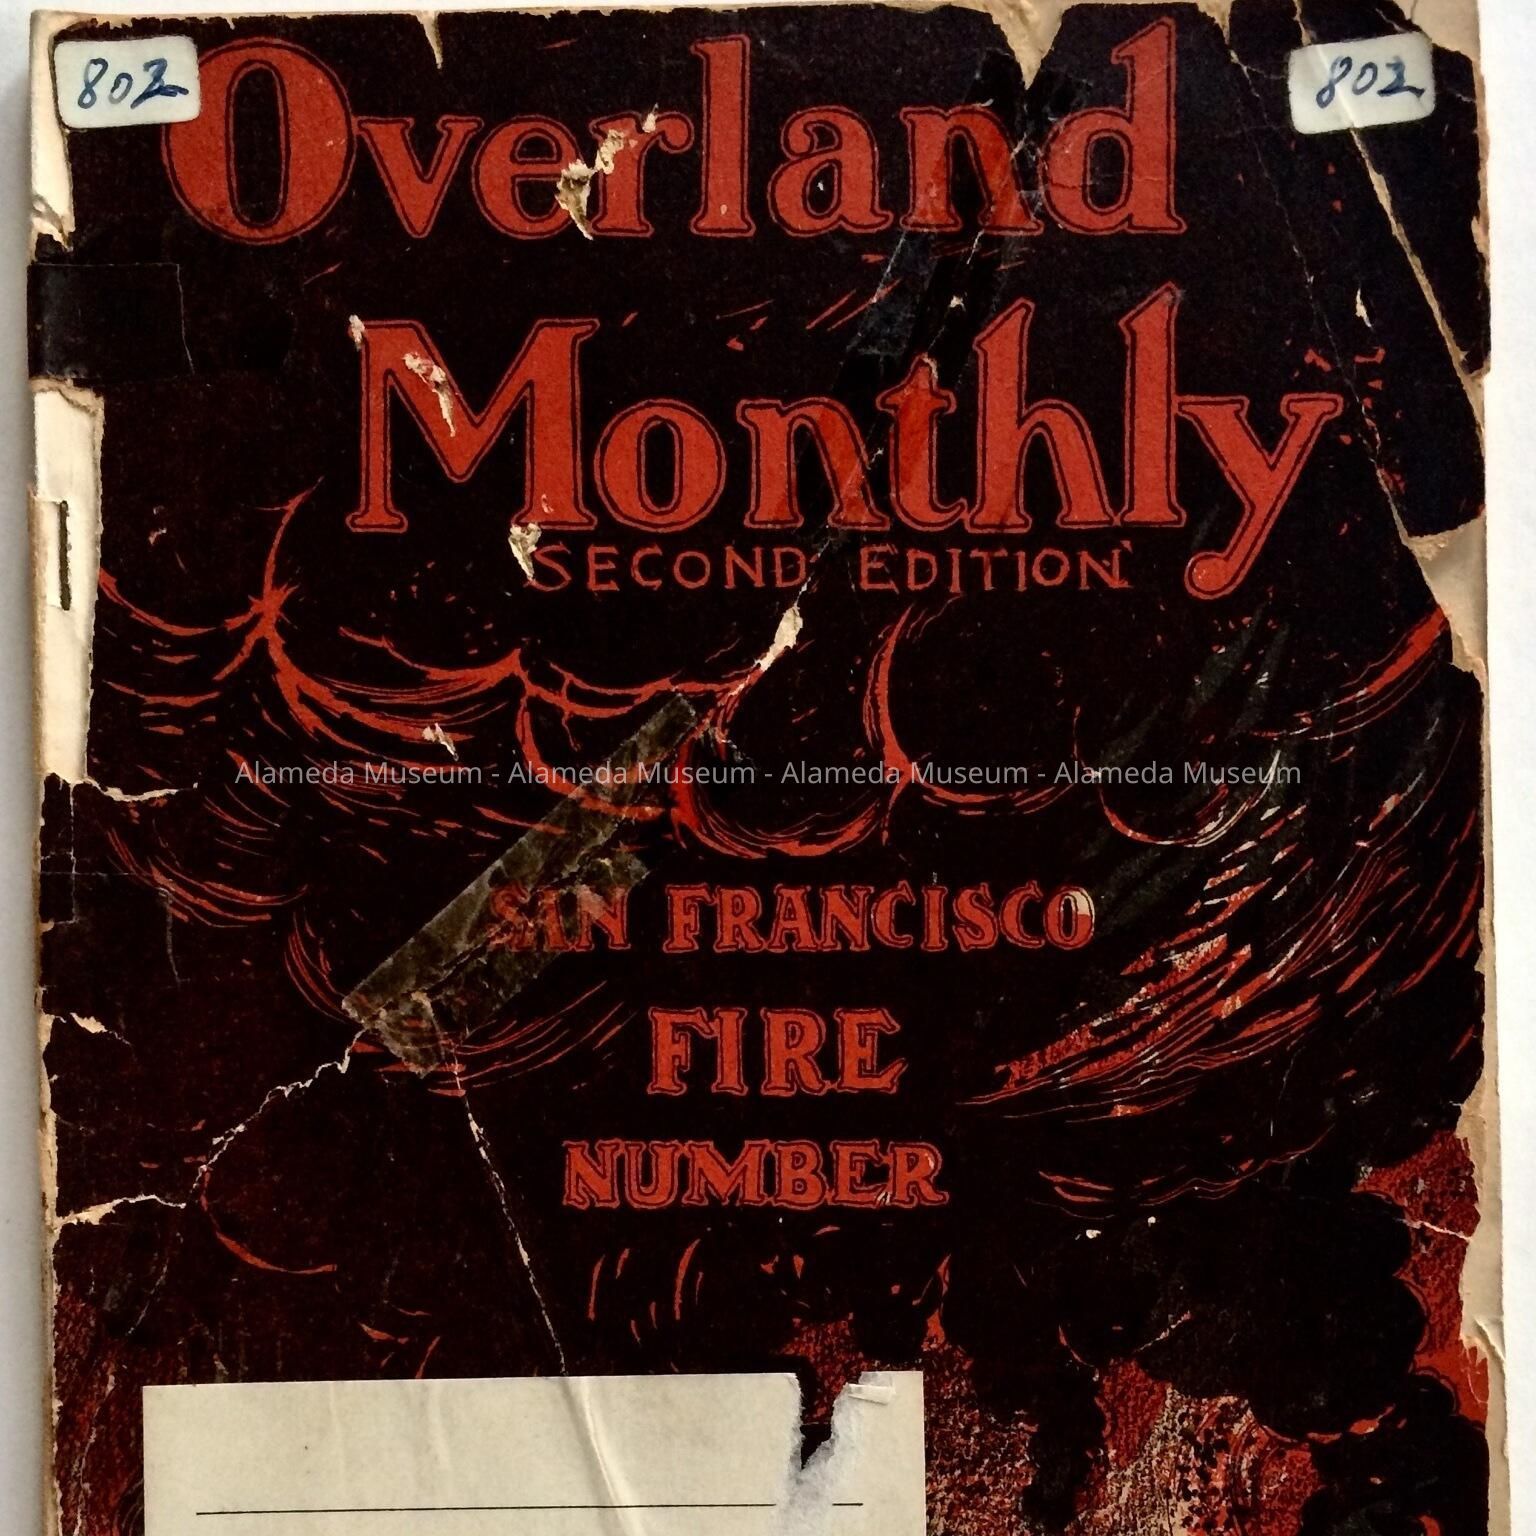 802 802
Overland
Monthly
SECOND EDITION
Alameda Museum - Alameda Museum - Alameda Museum - Alameda Museum
SAN FRANCISCO
FIRE
NUMBER